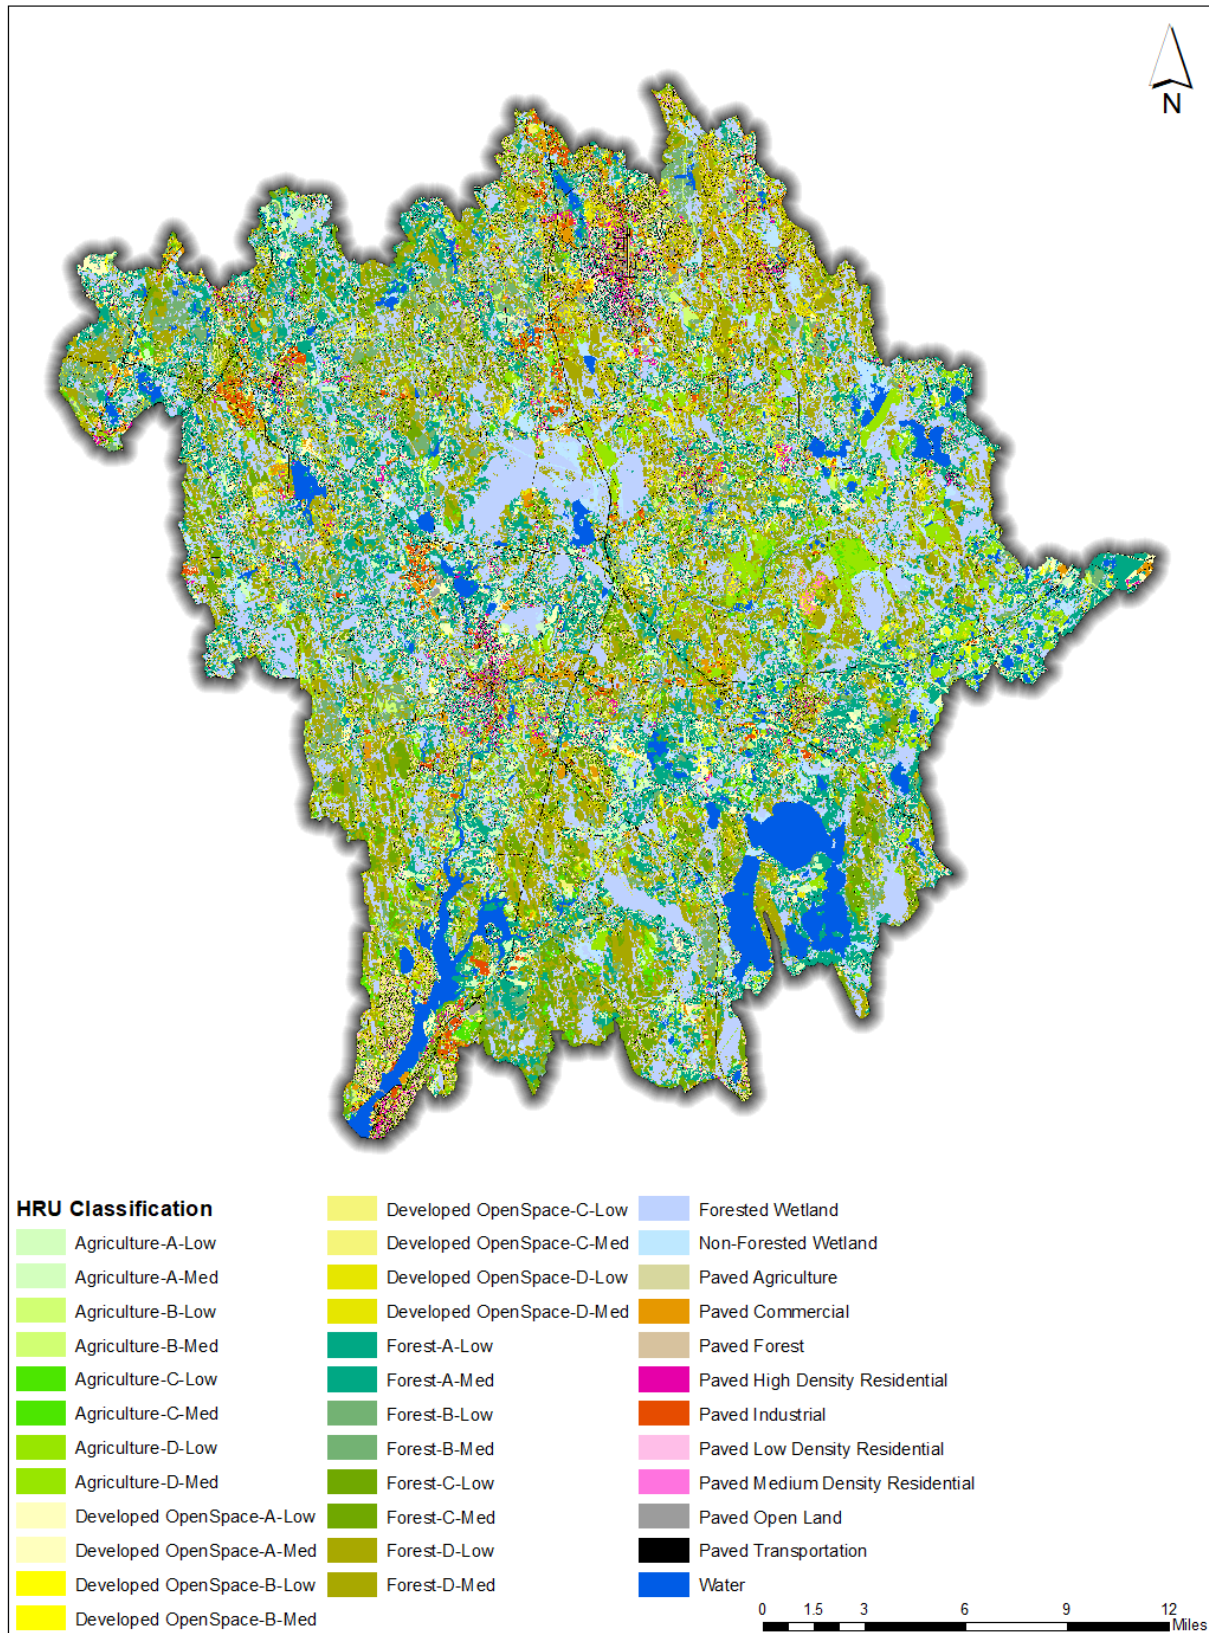 N
HRU Classification
Agriculture-A-Low
Agriculture-A-Med
Agriculture-B-Low
Agriculture-B-Med
Agriculture-C-Low
Agriculture-C-Med
Agriculture-D-Low
Agriculture-D-Med
Developed OpenSpace-A-Low
Developed OpenSpace-A-Med
Developed OpenSpace-B-Low
Developed OpenSpace-B-Med
Developed OpenSpace-C-Low
Developed OpenSpace-C-Med
Developed OpenSpace-D-Low
Developed OpenSpace-D-Med
Forest-A-Low
Forest-A-Med
Forest-B-Low
Forest-B-Med
Forest-C-Low
Forest-C-Med
Forest-D-Low
Forest-D-Med
Forested Wetland
Non-Forested Wetland
Paved Agriculture
Paved Commercial
Paved Forest
Paved High Density Residential
Paved Industrial
Paved Low Density Residential
Paved Medium Density Residential
Paved Open Land
Paved Transportation
Water
0 1.5 3 6 9 12
Miles